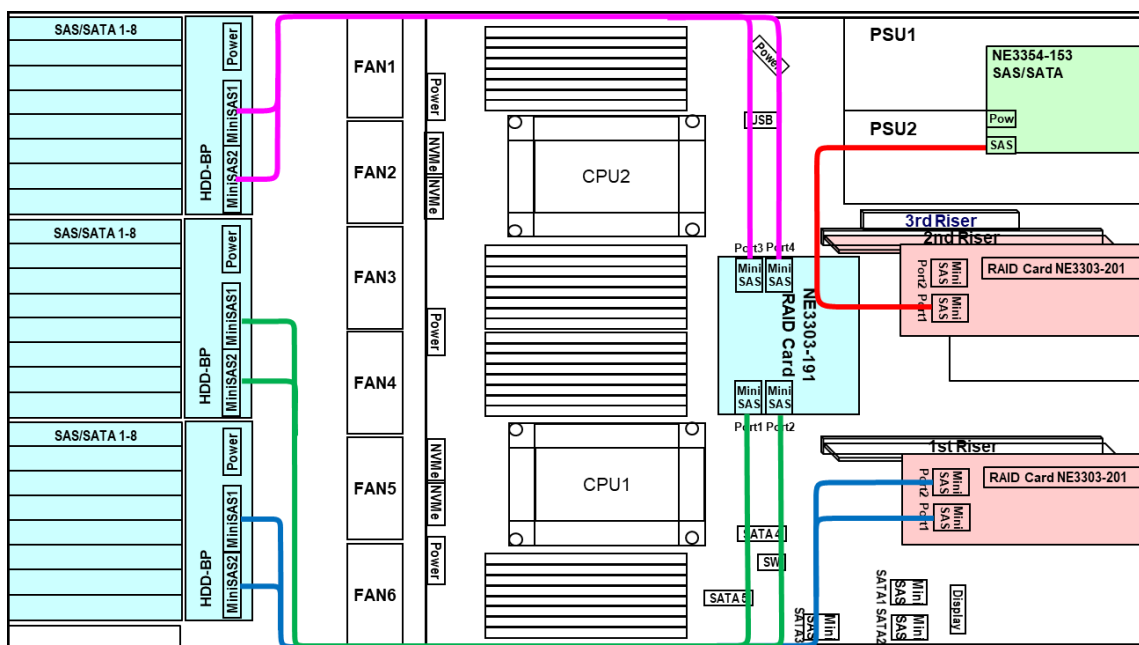 SAS/SATA 1-8
HDD-BP
Power
MiniSAS1
MiniSAS2
SAS/SATA 1-8
HDD-BP
Power
MiniSAS1
MiniSAS2
SAS/SATA 1-8
HDD-BP
Power
MiniSAS1
MiniSAS2
FAN1
FAN2
FAN3
FAN4
FAN5
FAN6
Power
NVMe
NVMe
Power
NVMe
NVMe
Power
CPU2
CPU1
Power
USB
Port3
Port4
Mini
SAS
Mini
SAS
NE3303-191
RAID Card
Mini
SAS
Mini
SAS
Port1
Port2
SATA4
SW
SATA5
PSU1
PSU2
NE3354-153
SAS/SATA
Pow
SAS
3rd Riser
2nd Riser
RAID Card NE3303-201
Port2
Mini
SAS
Port1
Mini
SAS
1st Riser
RAID Card NE3303-201
Port2
Mini
SAS
Port1
Mini
SAS
SATA1
Mini
SAS
SATA2
Mini
SAS
SATA3
Mini
SAS
Display